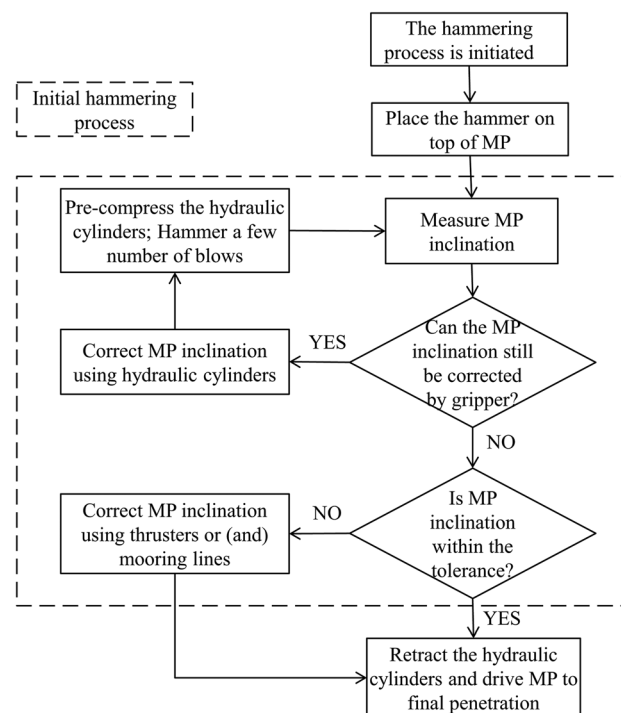 The hammering
process is initiated
Initial hammering
process
Place the hammer on
top of MP
Pre-compress the hydraulic
cylinders; Hammer a few
number of blows
Measure MP
inclination
Can the MP
inclination still
be corrected
by gripper?
YES
Correct MP inclination
using hydraulic cylinders
NO
Is MP
inclination
within the
tolerance?
NO
Correct MP inclination
using thrusters or (and)
mooring lines
YES
Retract the hydraulic
cylinders and drive MP to
final penetration